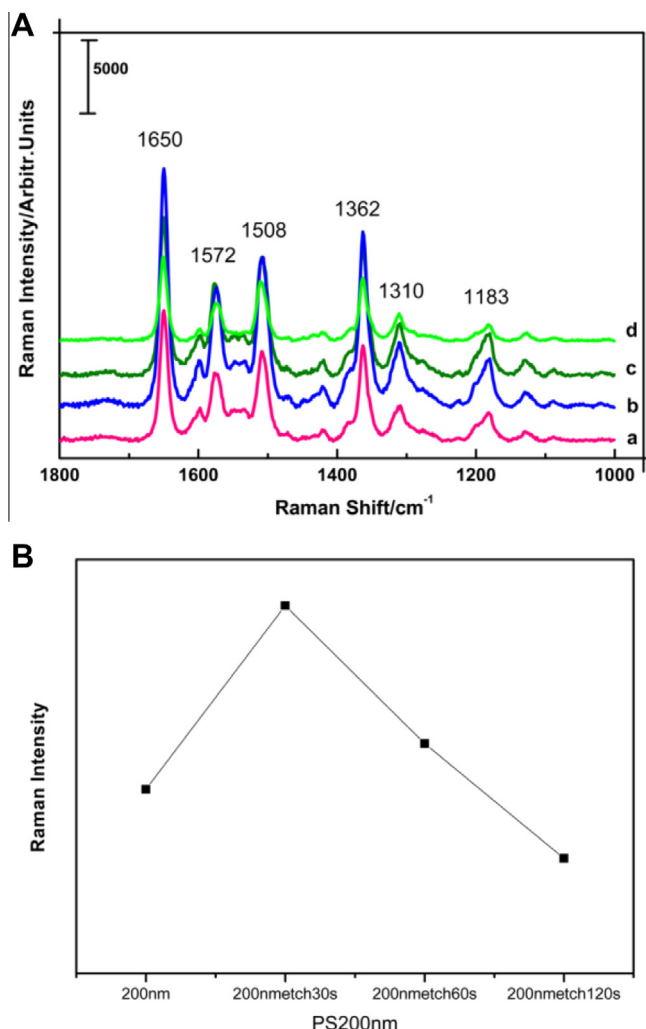 A
5000
1650
1572
1508
1362
1310
1183
d
c
b
a
Raman Intensity/Arbitr.Units
1800 1600 1400 1200 1000
Raman Shift/cm⁻¹
B
Raman Intensity
200nm 200nmetch30s 200nmetch60s 200nmetch120s
PS200nm